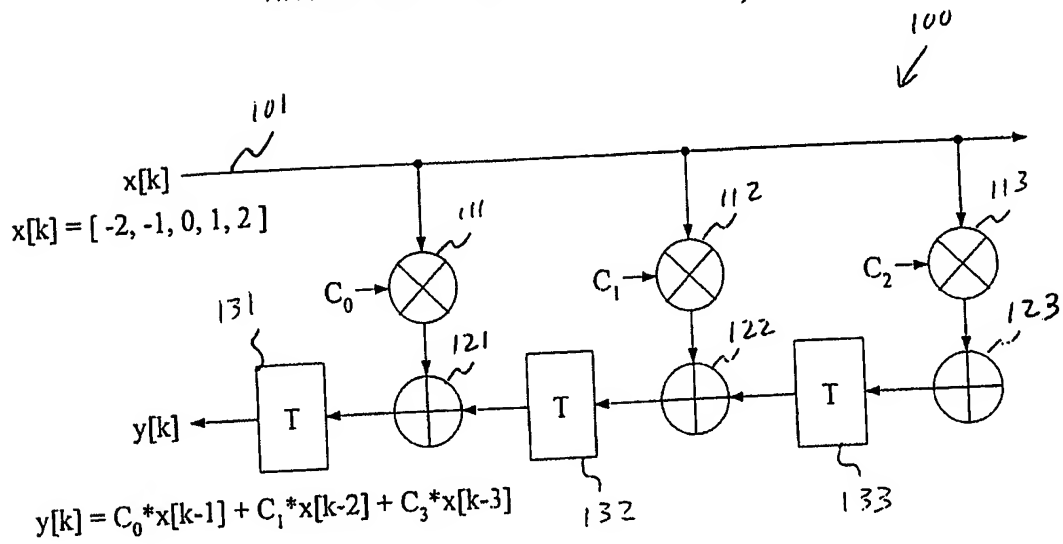 100
101
x[k]
x[k] = [ -2, -1, 0, 1, 2 ]
111
112
113
C₀
C₁
C₂
131
121
122
123
T
T
T
y[k]
132
133
y[k] = C₀*x[k-1] + C₁*x[k-2] + C₃*x[k-3]